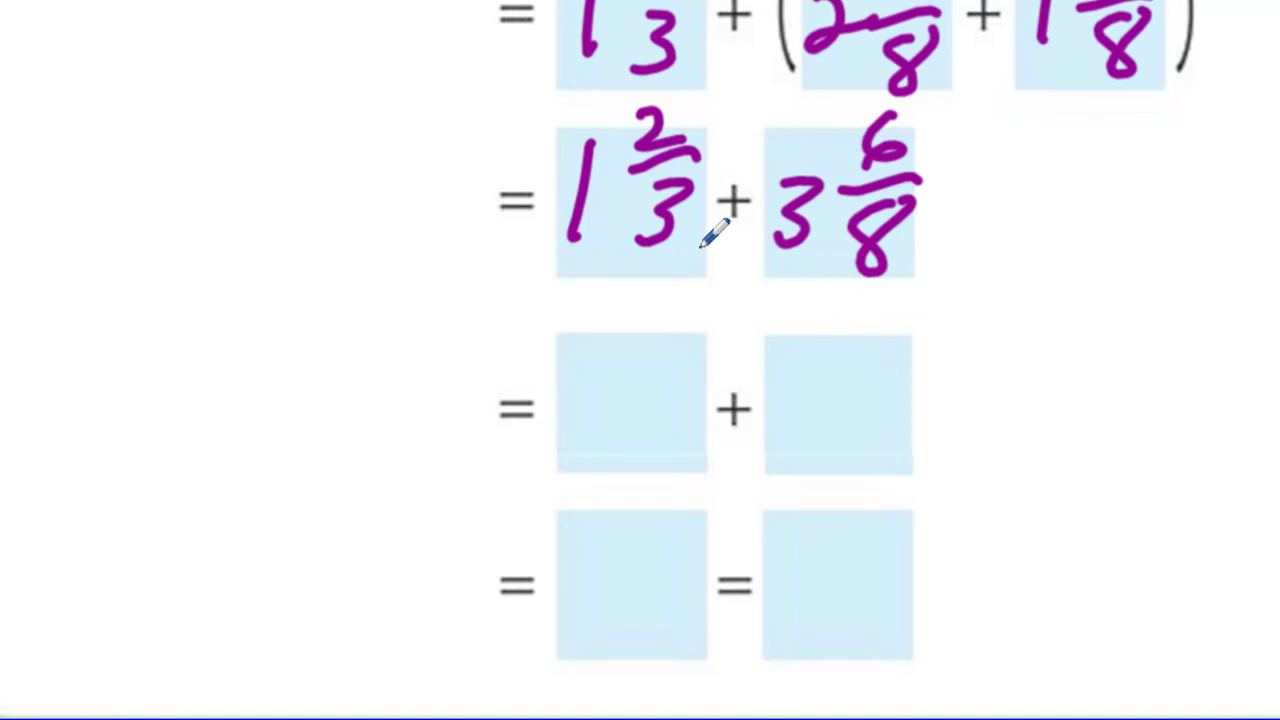 = 1 /3 + (2 /8 + 1 /8)
= 1 2/3 + 3 6/8
= +
= =